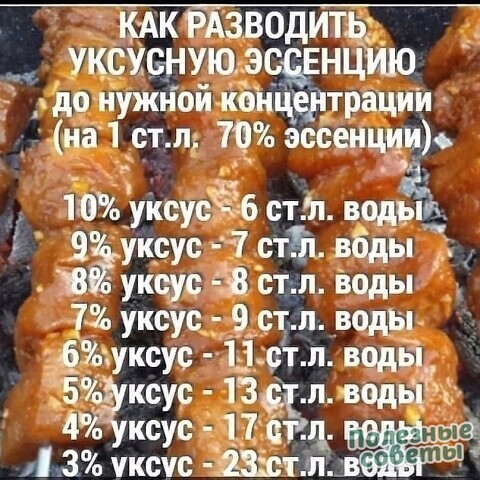 КАК РАЗВОДИТЬ
УКСУСНУЮ ЭССЕНЦИЮ
до нужной концентрации
(на 1 ст.л. 70% эссенции)
10% уксус - 6 ст.л. воды
9% уксус - 7 ст.л. воды
8% уксус - 8 ст.л. воды
7% уксус - 9 ст.л. воды
6% уксус - 11 ст.л. воды
5% уксус - 13 ст.л. воды
4% уксус - 17 ст.л. воды
3% уксус - 23 ст.л. воды
Полезные
советы